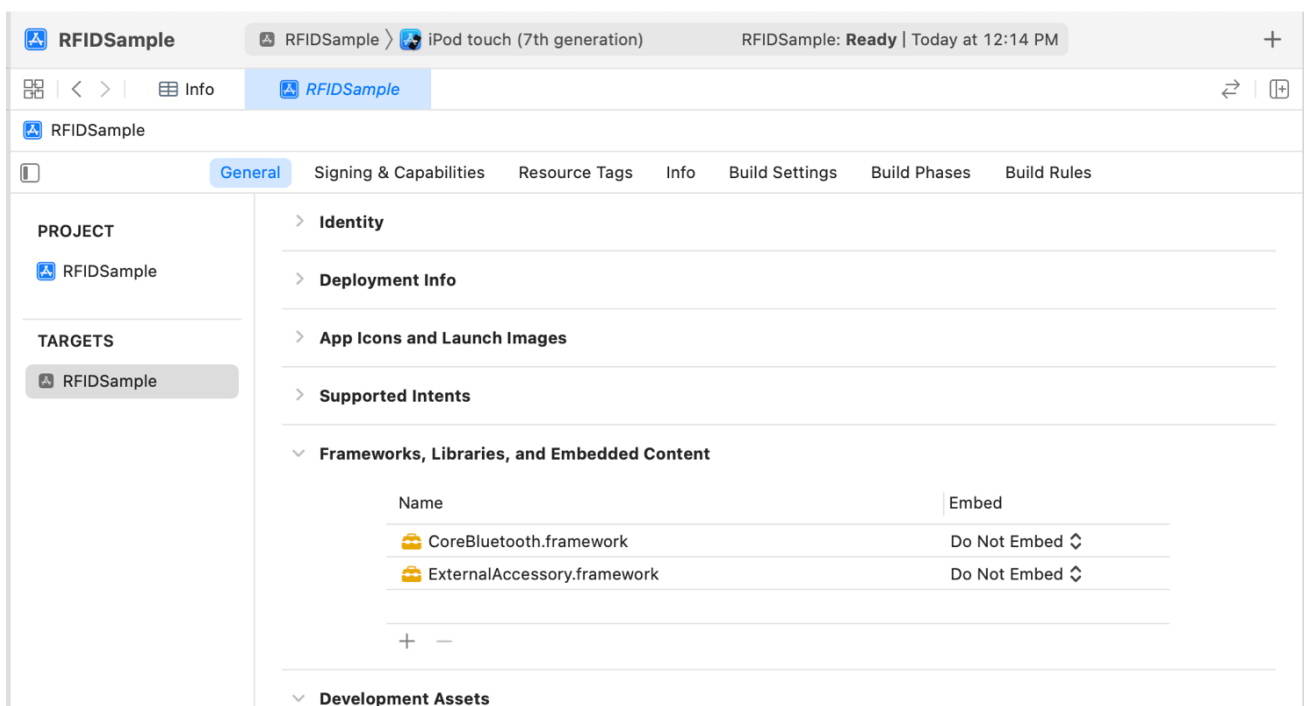 RFIDSample RFIDSample 〉 iPod touch (7th generation) RFIDSample: Ready | Today at 12:14 PM
Info RFIDSample
RFIDSample
General Signing & Capabilities Resource Tags Info Build Settings Build Phases Build Rules
PROJECT
RFIDSample
TARGETS
RFIDSample
Identity
Deployment Info
App Icons and Launch Images
Supported Intents
Frameworks, Libraries, and Embedded Content
Name Embed
CoreBluetooth.framework Do Not Embed
ExternalAccessory.framework Do Not Embed
Development Assets